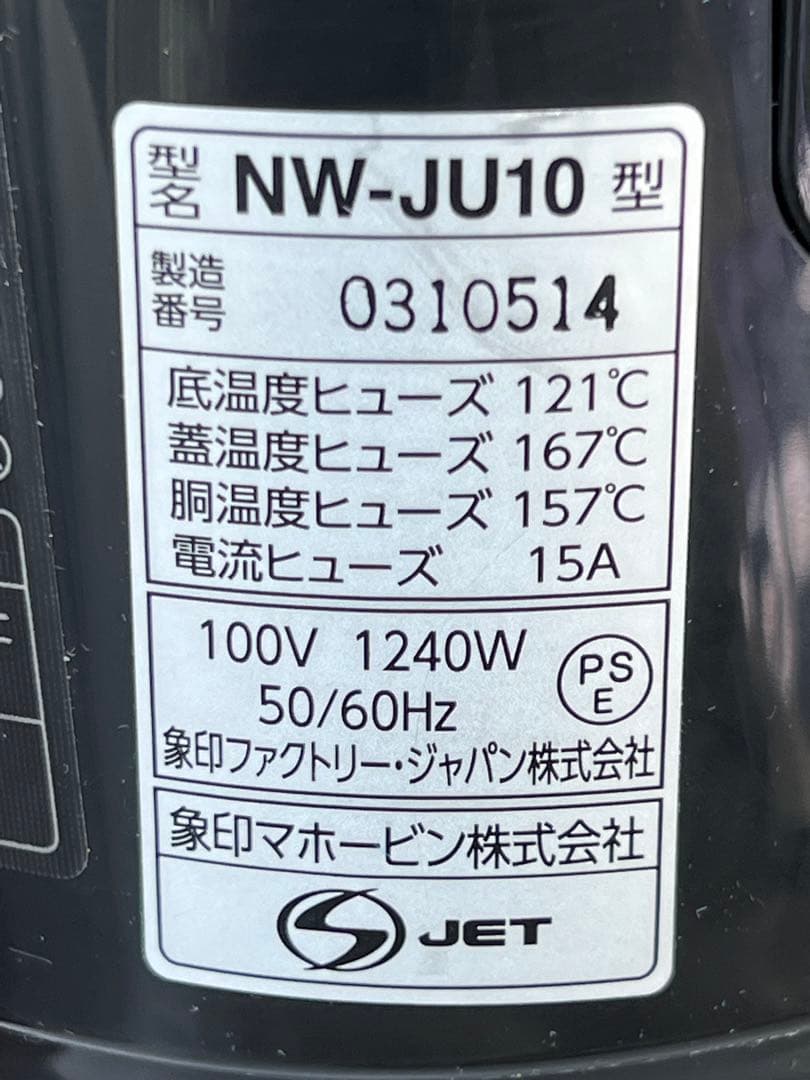 型名 NW-JU10 型
製造番号 0310514
底温度ヒューズ 121℃
蓋温度ヒューズ 167℃
胴温度ヒューズ 157℃
電流ヒューズ 15A
100V 1240W
50/60Hz
PSE
象印ファクトリー・ジャパン株式会社
象印マホービン株式会社
S JET